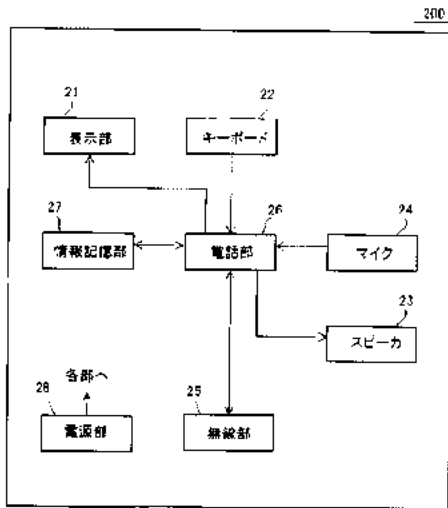 200
21
22
表示部
キーボード
27
26
24
情報記憶部
電話部
マイク
23
スピーカ
各部へ
28
25
電源部
無線部